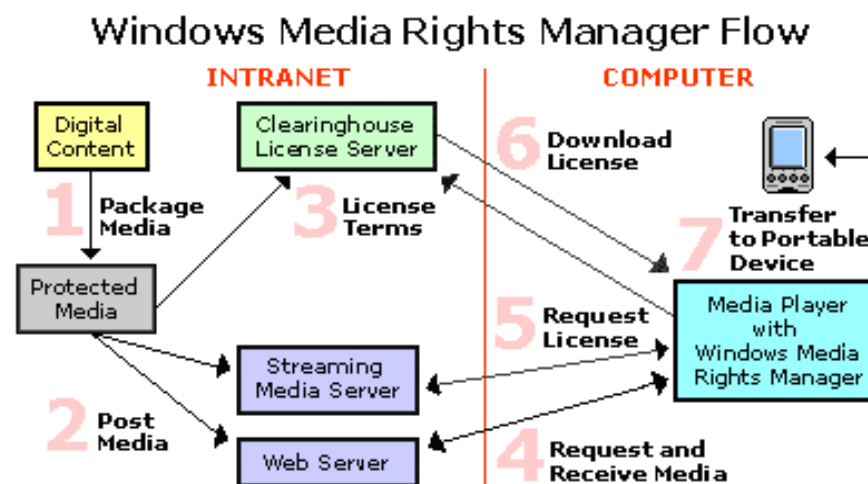 Windows Media Rights Manager Flow
INTRANET
COMPUTER
Digital
Content
Clearinghouse
License Server
6
Download
License
1
Package
Media
3
License
Terms
7
Transfer
to Portable
Device
Protected
Media
5
Request
License
Media Player
with
Windows Media
Rights Manager
Streaming
Media Server
2
Post
Media
Web Server
4
Request and
Receive Media